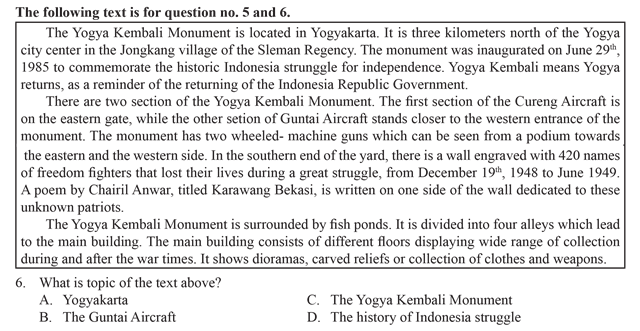 The following text is for question no. 5 and 6.
The Yogya Kembali Monument is located in Yogyakarta. It is three kilometers north of the Yogya
city center in the Jongkang village of the Sleman Regency. The monument was inaugurated on June 29th,
1985 to commemorate the historic Indonesia strunggle for independence. Yogya Kembali means Yogya
returns, as a reminder of the returning of the Indonesia Republic Government.
There are two section of the Yogya Kembali Monument. The first section of the Cureng Aircraft is
on the eastern gate, while the other setion of Guntai Aircraft stands closer to the western entrance of the
monument. The monument has two wheeled- machine guns which can be seen from a podium towards
the eastern and the western side. In the southern end of the yard, there is a wall engraved with 420 names
of freedom fighters that lost their lives during a great struggle, from December 19th, 1948 to June 1949.
A poem by Chairil Anwar, titled Karawang Bekasi, is written on one side of the wall dedicated to these
unknown patriots.
The Yogya Kembali Monument is surrounded by fish ponds. It is divided into four alleys which lead
to the main building. The main building consists of different floors displaying wide range of collection
during and after the war times. It shows dioramas, carved reliefs or collection of clothes and weapons.
6. What is topic of the text above?
A. Yogyakarta
B. The Guntai Aircraft
C. The Yogya Kembali Monument
D. The history of Indonesia struggle